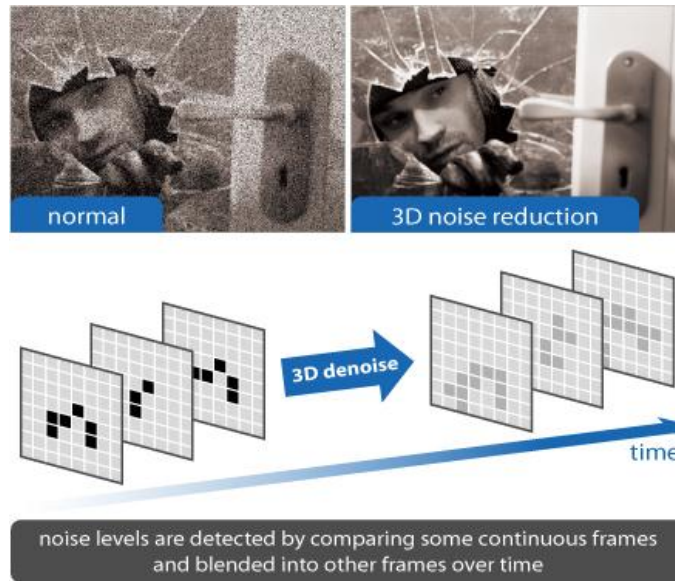 normal
3D noise reduction
3D denoise
time
noise levels are detected by comparing some continuous frames
and blended into other frames over time